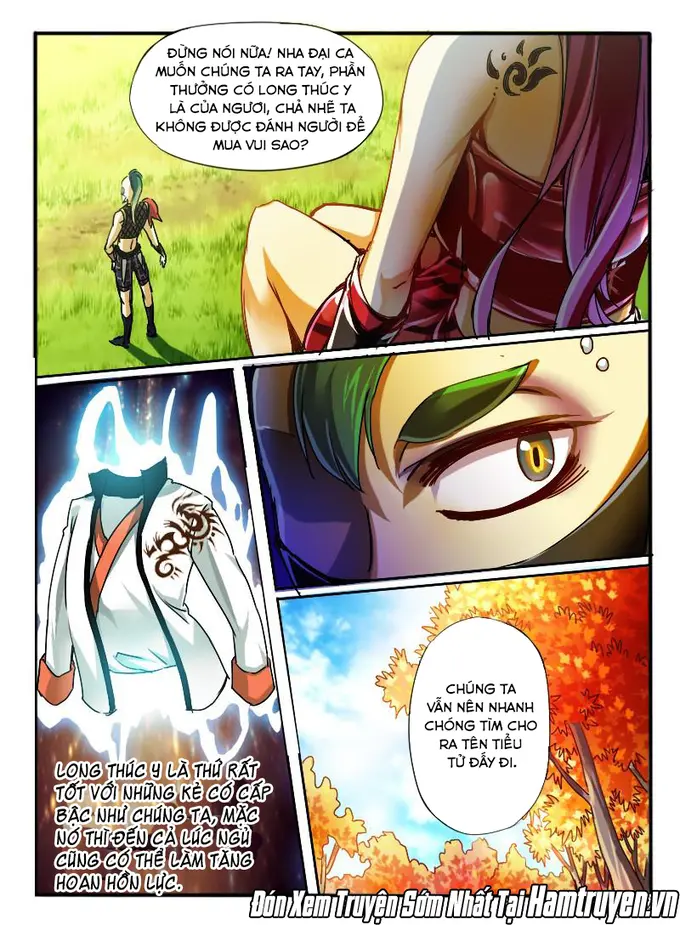 ĐỪNG NÓI NỮA! NHA ĐẠI CA
MUỐN CHÚNG TA RA TAY, PHẦN
THƯỞNG CÓ LONG THÚC Y
LÀ CỦA NGƯƠI, CHẢ NHẼ TA
KHÔNG ĐƯỢC ĐÁNH NGƯỜI ĐỂ
MUA VUI SAO?
CHÚNG TA
VẪN NÊN NHANH
CHÓNG TÌM CHO
RA TÊN TIỂU
TỬ ĐẤY ĐI.
LONG THÚC Y LÀ THỨ RẤT
TỐT VỚI NHỮNG KẺ CÓ CẤP
BẬC NHƯ CHÚNG TA, MẶC
NÓ THÌ ĐẾN CẢ LÚC NGỦ
CŨNG CÓ THỂ LÀM TĂNG
HOAN HỒN LỰC.
Đón Xem Truyện Sớm Nhất Tại Hamtruyen.vn